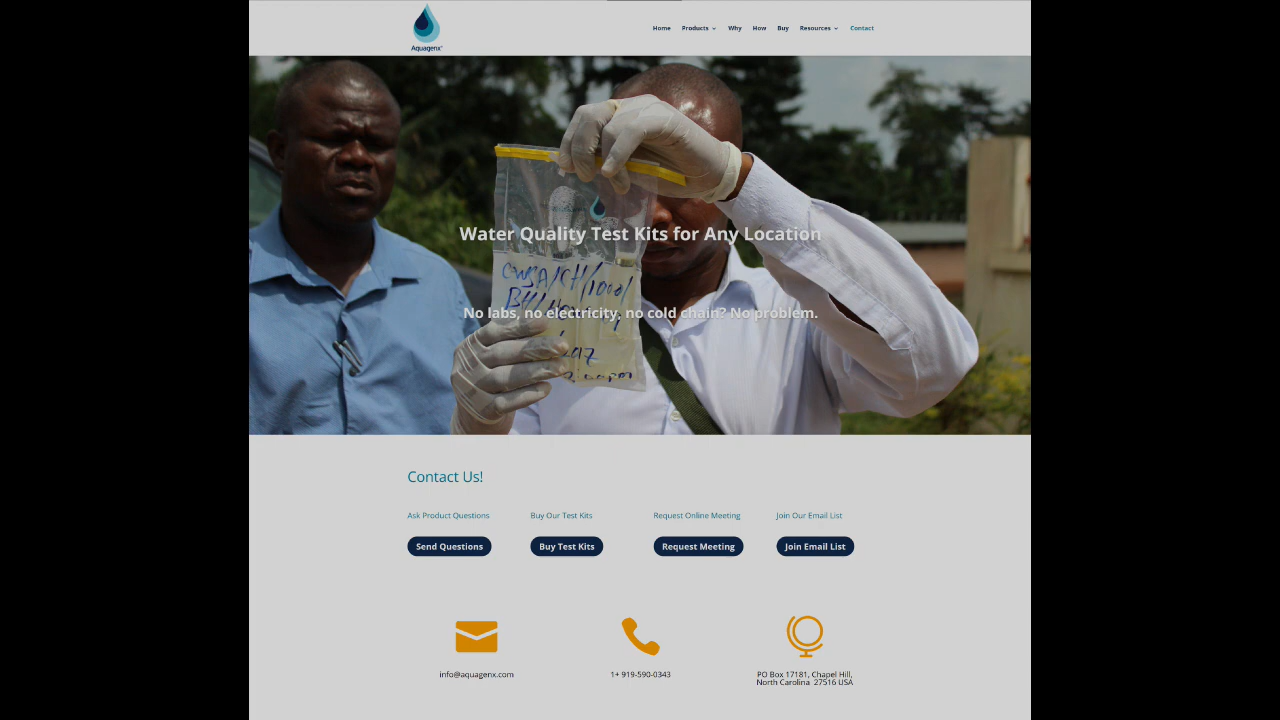 Aquagenx
Home Products Why How Buy Resources Contact
Water Quality Test Kits for Any Location
CWSA/CH/1000/
No labs, no electricity, no cold chain? No problem.
Contact Us!
Ask Product Questions
Buy Our Test Kits
Request Online Meeting
Join Our Email List
Send Questions
Buy Test Kits
Request Meeting
Join Email List
info@aquagenx.com
1+ 919-590-0343
PO Box 17181, Chapel Hill,
North Carolina 27516 USA